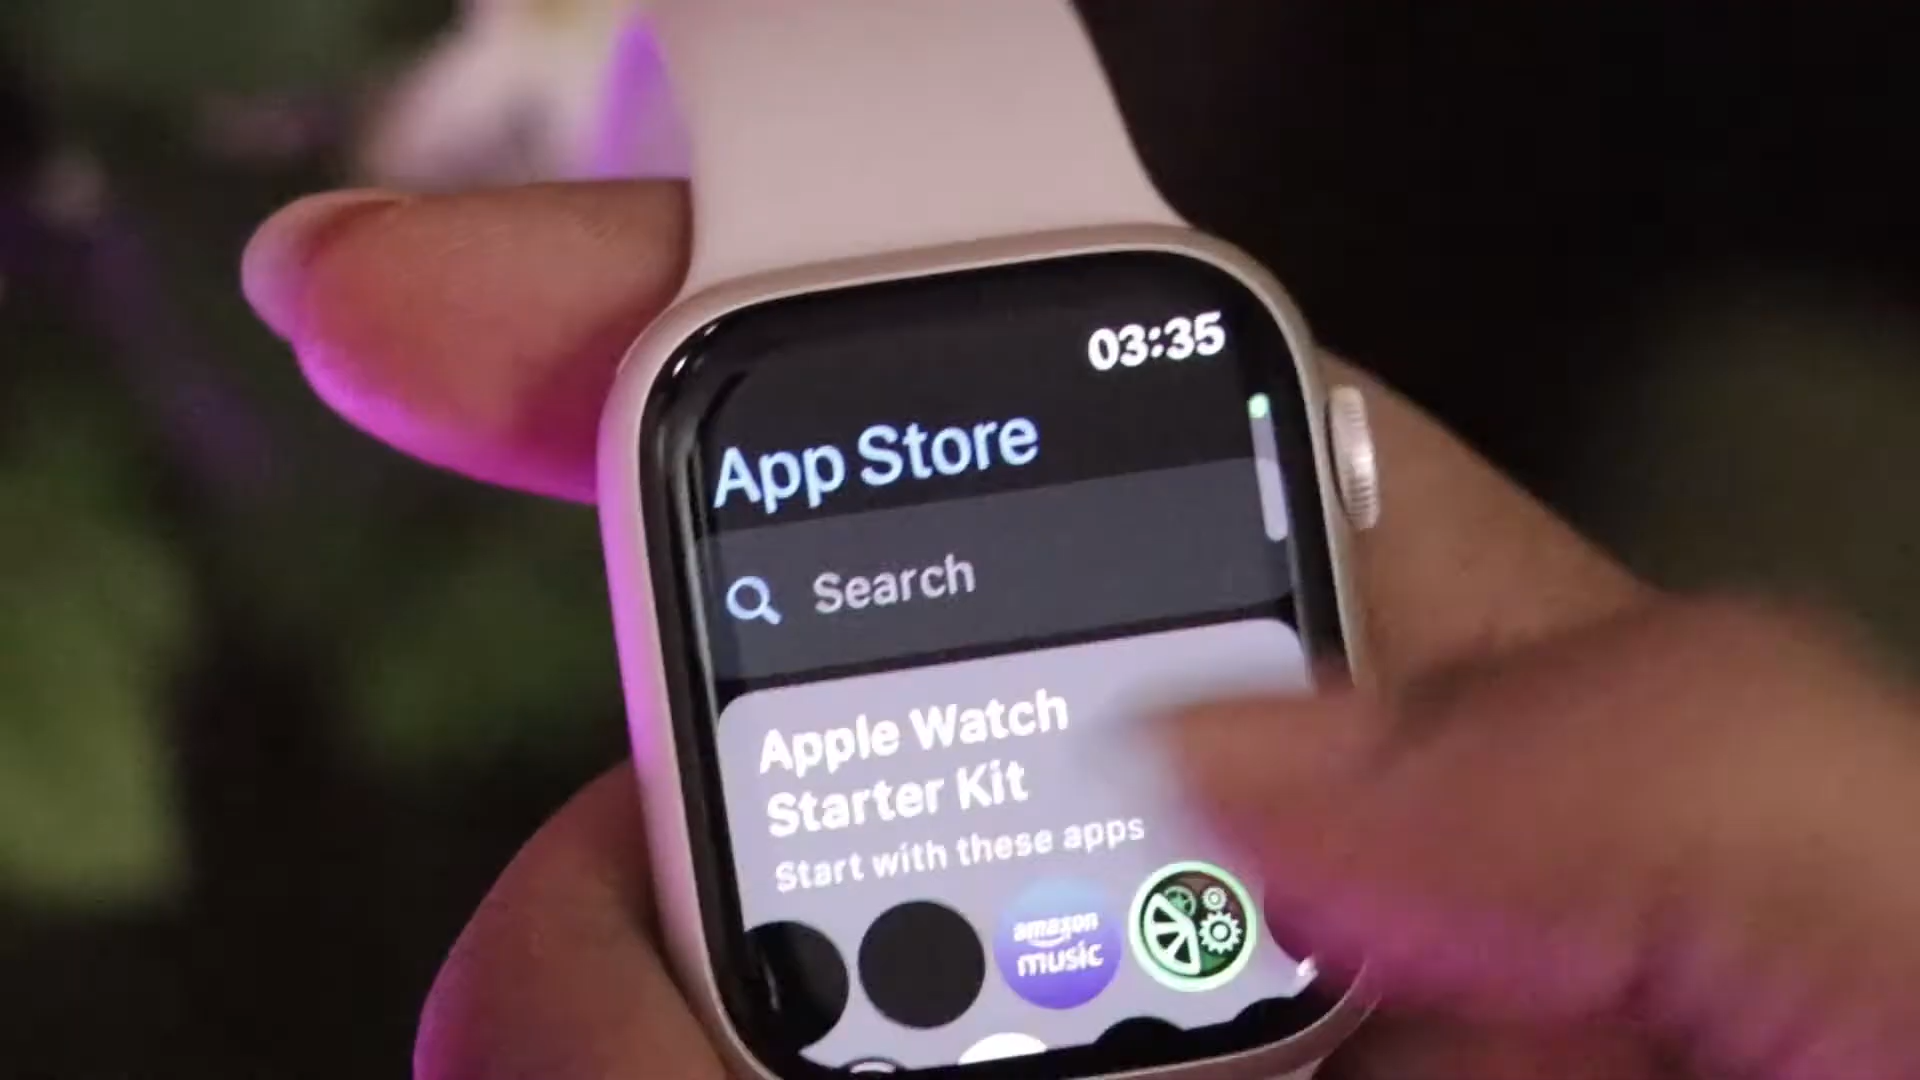 03:35
App Store
Search
Apple Watch
Starter Kit
Start with these apps
amazon
music